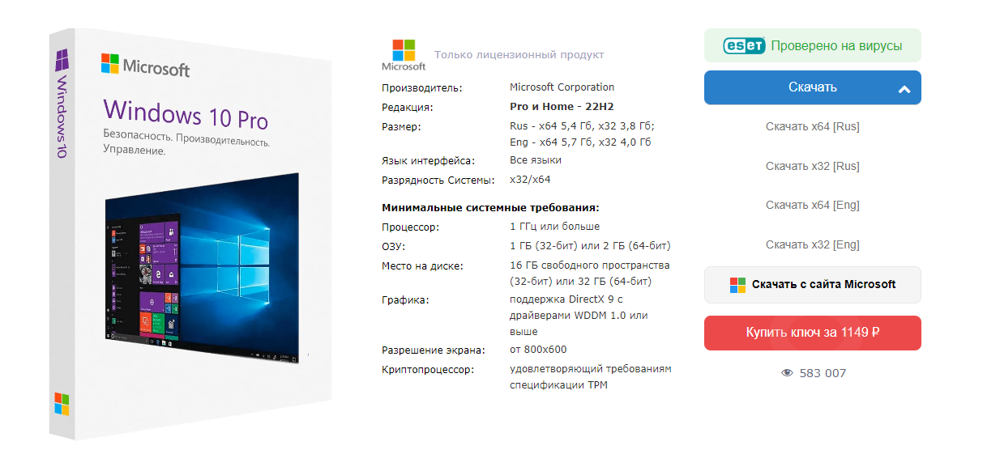 Microsoft
Windows 10
Windows 10 Pro
Безопасность. Производительность.
Управление.
Microsoft
Только лицензионный продукт
Производитель: Microsoft Corporation
Редакция: Pro и Home - 22H2
Размер: Rus - x64 5,4 Гб, x32 3,8 Гб;
Eng - x64 5,7 Гб, x32 4,0 Гб
Язык интерфейса: Все языки
Разрядность Системы: x32/x64
Минимальные системные требования:
Процессор: 1 ГГц или больше
ОЗУ: 1 ГБ (32-бит) или 2 ГБ (64-бит)
Место на диске: 16 ГБ свободного пространства
(32-бит) или 32 ГБ (64-бит)
Графика: поддержка DirectX 9 с
драйверами WDDM 1.0 или
выше
Разрешение экрана: от 800x600
Криптопроцессор: удовлетворяющий требованиям
спецификации TPM
eset Проверено на вирусы
Скачать
Скачать x64 [Rus]
Скачать x32 [Rus]
Скачать x64 [Eng]
Скачать x32 [Eng]
Скачать с сайта Microsoft
Купить ключ за 1149 ₽
583 007